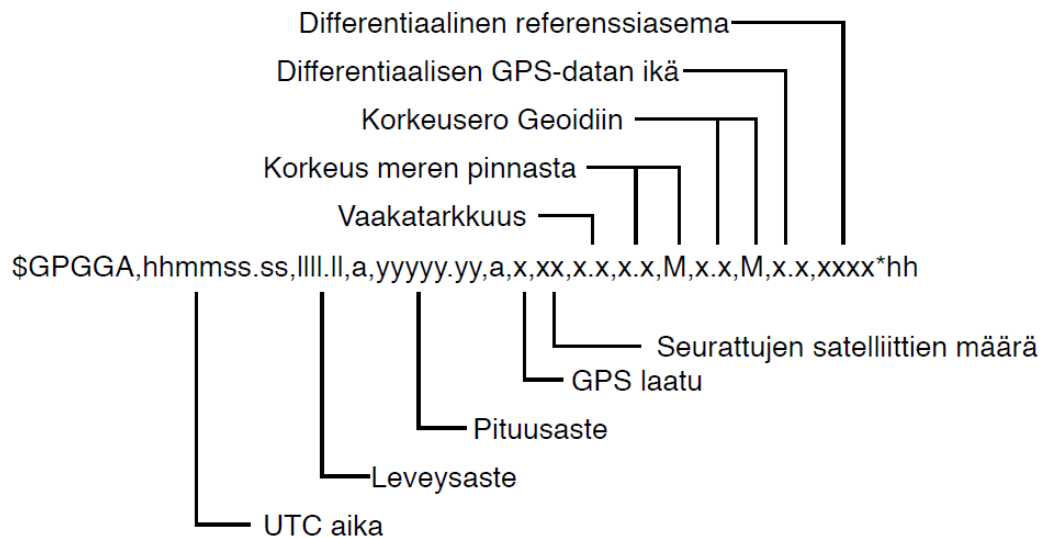 Differentiaalinen referenssiasema
Differentiaalisen GPS-datan ikä
Korkeusero Geoidiin
Korkeus meren pinnasta
Vaakatarkkuus
$GPGGA,hhmmss.ss,llll.ll,a,yyyyy.yy,a,x,xx,x.x,x.x,M,x.x,M,x.x,xxxx*hh
Seurattujen satelliittien määrä
GPS laatu
Pituusaste
Leveysaste
UTC aika